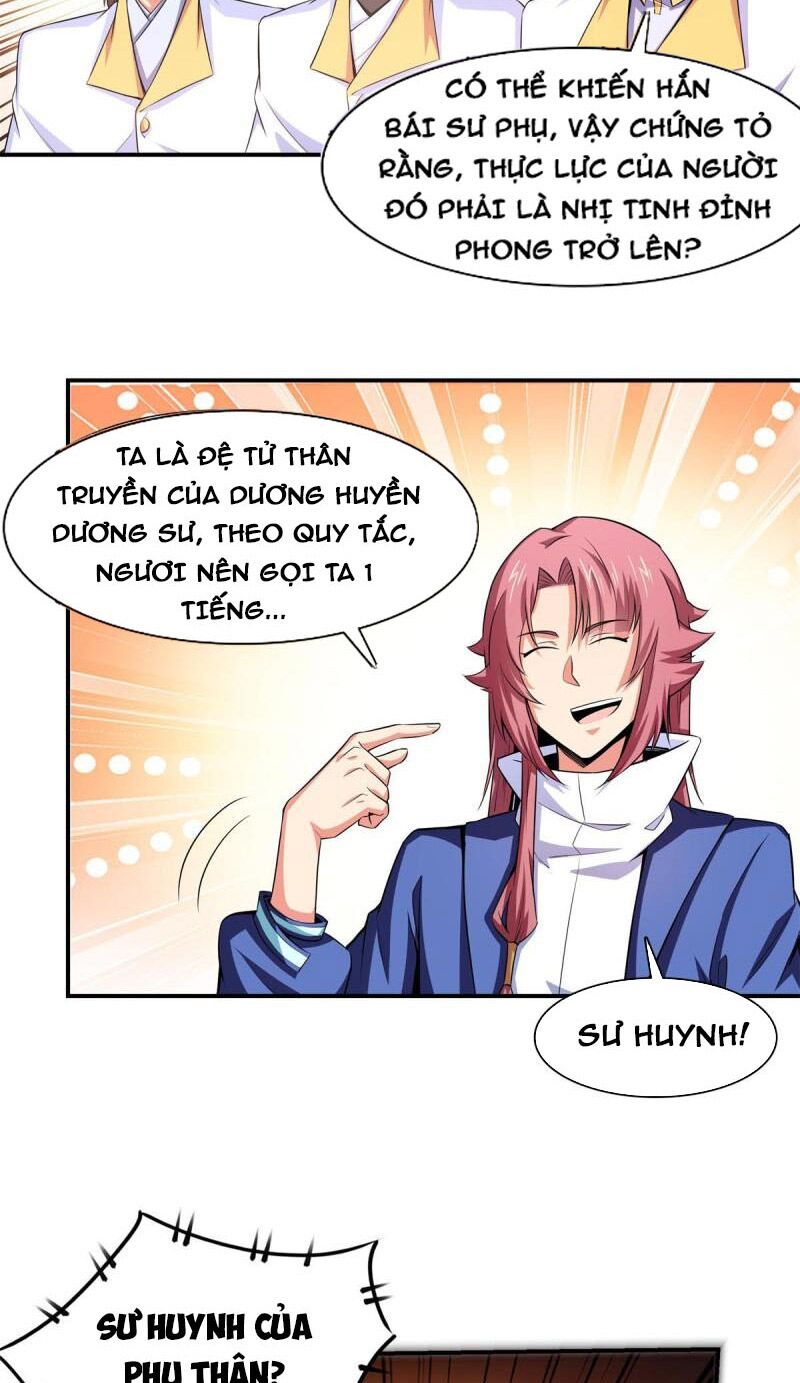 CÓ THỂ KHIẾN HẮN
BÁI SƯ PHỤ, VẬY CHỨNG TỎ
RẰNG, THỰC LỰC CỦA NGƯỜI
ĐÓ PHẢI LÀ NHỊ TINH ĐỈNH
PHONG TRỞ LÊN?
TA LÀ ĐỆ TỬ THÂN
TRUYỀN CỦA DƯƠNG HUYỀN
DƯƠNG SƯ, THEO QUY TẮC,
NGƯƠI NÊN GỌI TA 1
TIẾNG...
SƯ HUYNH!
SƯ HUYNH CỦA
PHỤ THÂN?